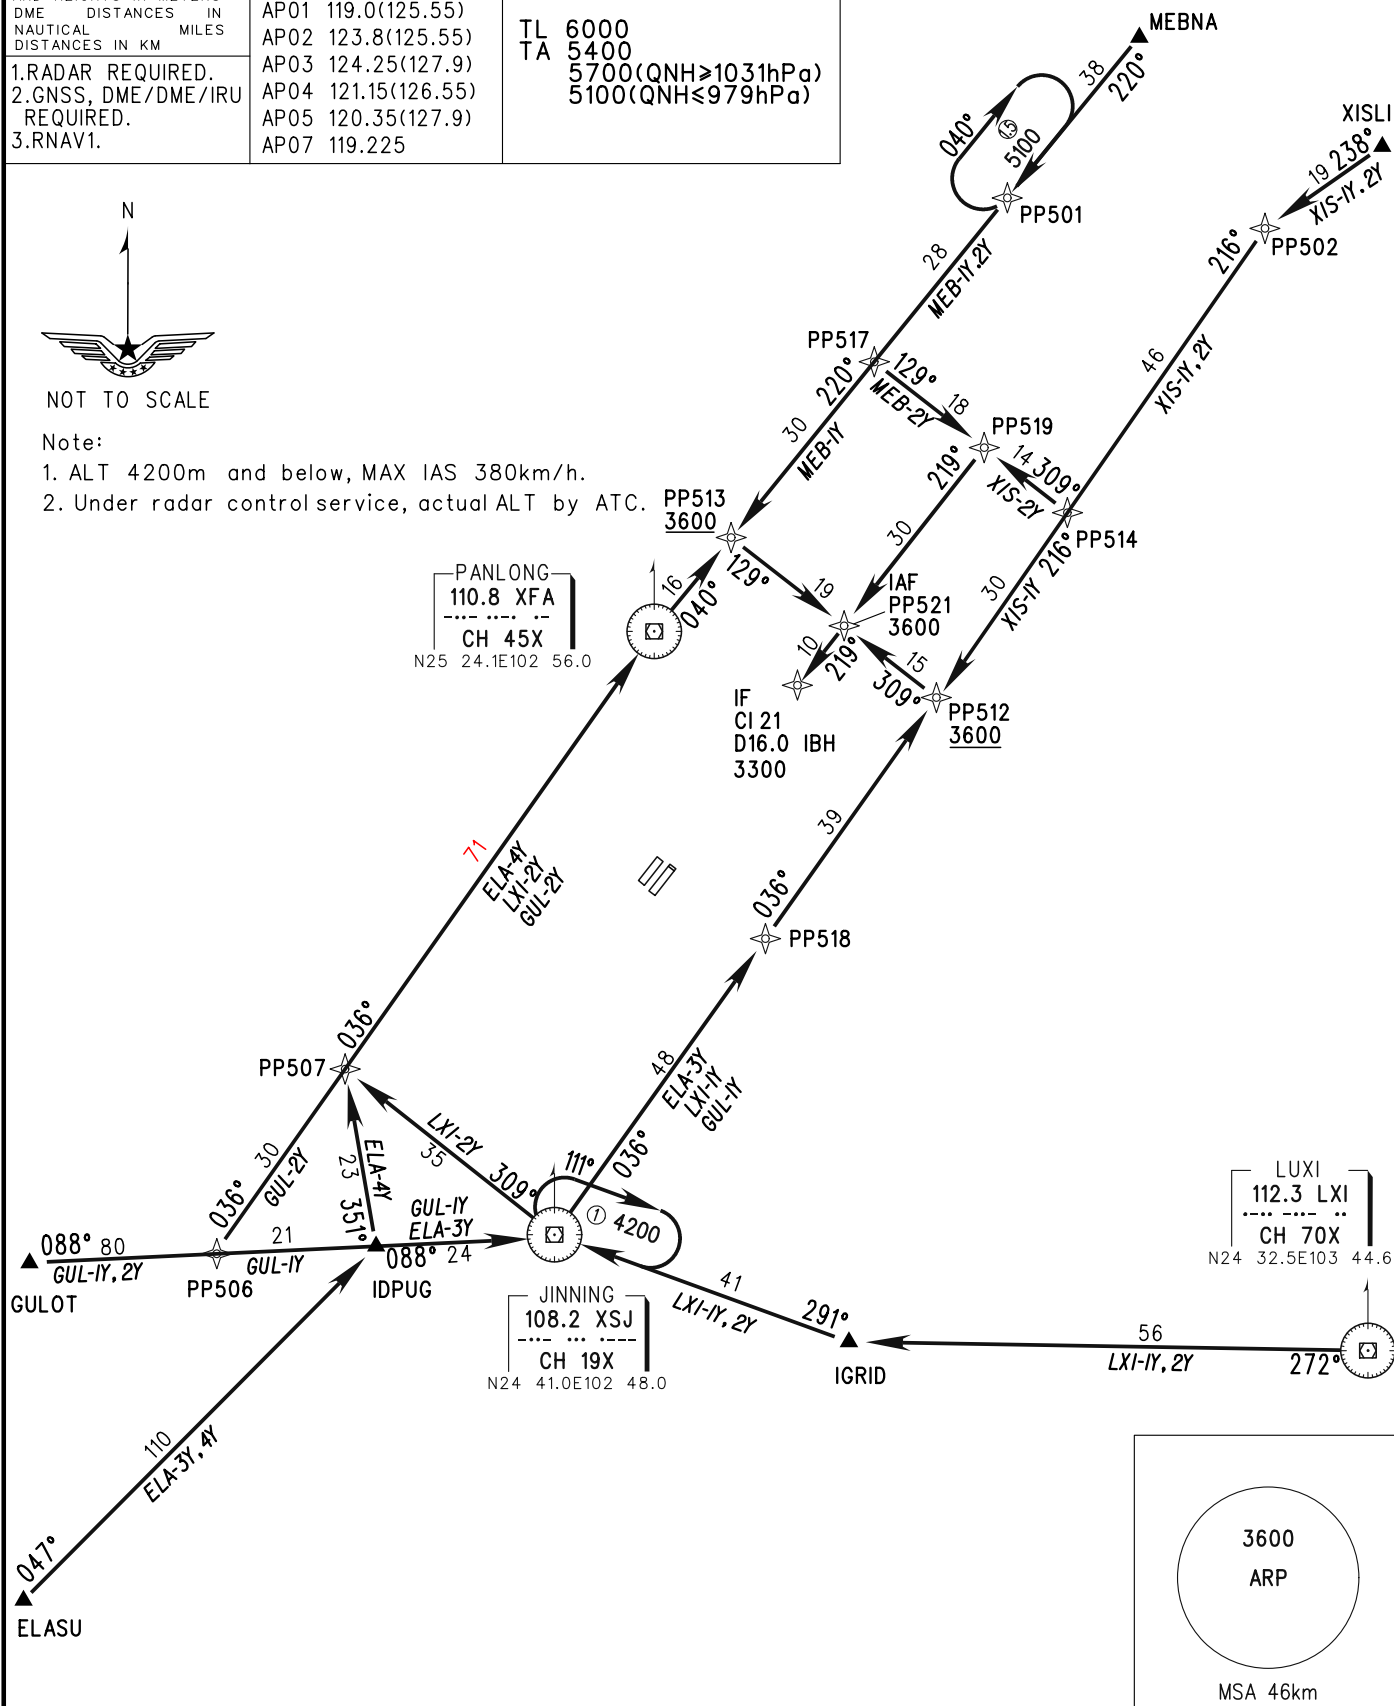 DME DISTANCES IN
NAUTICAL MILES
DISTANCES IN KM
1.RADAR REQUIRED.
2.GNSS, DME/DME/IRU
REQUIRED.
3.RNAV1.
AP01 119.0(125.55)
AP02 123.8(125.55)
AP03 124.25(127.9)
AP04 121.15(126.55)
AP05 120.35(127.9)
AP07 119.225
TL 6000
TA 5400
5700(QNH≥1031hPa)
5100(QNH≤979hPa)
MEBNA
38
220°
XISLI
238°
19
XIS-1Y, 2Y
040°
1.5
5100
PP501
PP502
216°
28
MEB-1Y, 2Y
46
XIS-1Y, 2Y
N
NOT TO SCALE
Note:
1. ALT 4200m and below, MAX IAS 380km/h.
2. Under radar control service, actual ALT by ATC.
PP517
129°
220°
MEB-2Y
18
30
MEB-1Y
PP519
219°
14
309°
XIS-2Y
PP514
216°
30
XIS-1Y
30
PP513
3600
129°
19
16
040°
PANLONG
110.8 XFA
-··- ··-· ·-
CH 45X
N25 24.1E102 56.0
IAF
PP521
3600
10
219°
15
309°
IF
CI 21
D16.0 IBH
3300
PP512
3600
39
036°
PP518
71
ELA-4Y
LXI-2Y
GUL-2Y
036°
PP507
48
ELA-3Y
LXI-1Y
GUL-1Y
036°
LXI-2Y
35
309°
111°
1
4200
ELA-4Y
23
351°
30
GUL-2Y
036°
GUL-1Y
ELA-3Y
088° 24
088° 80
GUL-1Y, 2Y
GULOT
PP506
21
GUL-1Y
IDPUG
JINNING
108.2 XSJ
-··- ··· ·---
CH 19X
N24 41.0E102 48.0
41
LXI-1Y, 2Y
291°
IGRID
56
LXI-1Y, 2Y
272°
LUXI
112.3 LXI
·-·· -··- ··
CH 70X
N24 32.5E103 44.6
110
ELA-3Y, 4Y
047°
ELASU
3600
ARP
MSA 46km